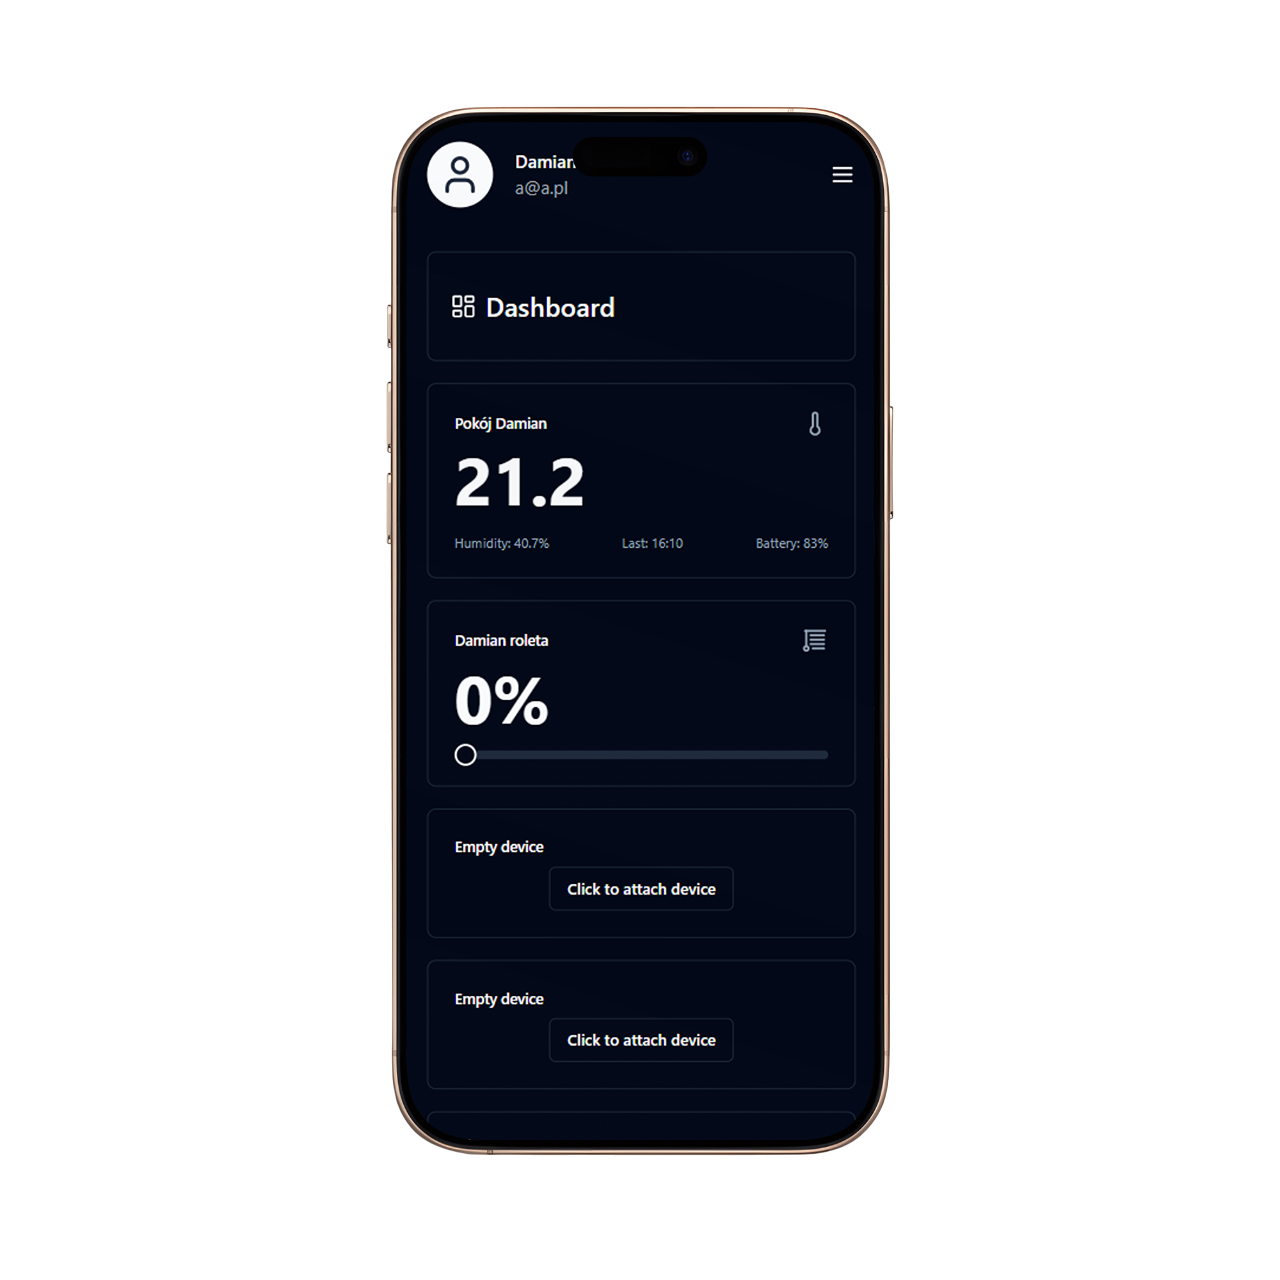 Damian
a@a.pl
Dashboard
Pokój Damian
21.2
Humidity: 40.7% Last: 16:10 Battery: 83%
Damian roleta
0%
Empty device
Click to attach device
Empty device
Click to attach device